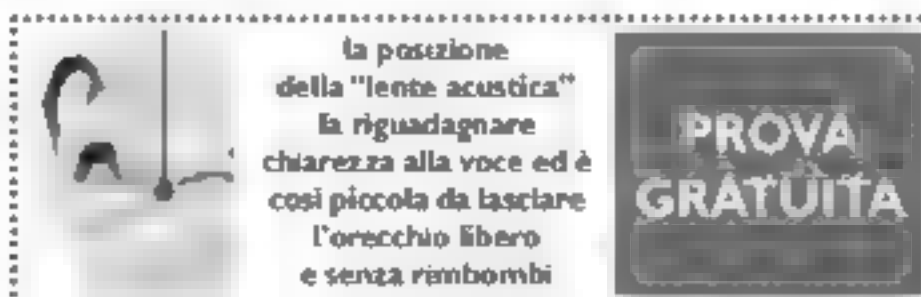 la posizione
della "lente acustica"
fa riguadagnare
chiarezza alla voce ed è
così piccola da lasciare
l'orecchio libero
e senza rimbombi
PROVA
GRATUITA